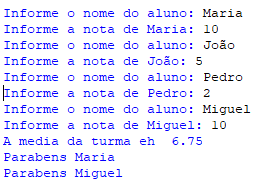 Informe o nome do aluno: Maria
Informe a nota de Maria: 10
Informe o nome do aluno: João
Informe a nota de João: 5
Informe o nome do aluno: Pedro
Informe a nota de Pedro: 2
Informe o nome do aluno: Miguel
Informe a nota de Miguel: 10
A media da turma eh  6.75
Parabens Maria
Parabens Miguel